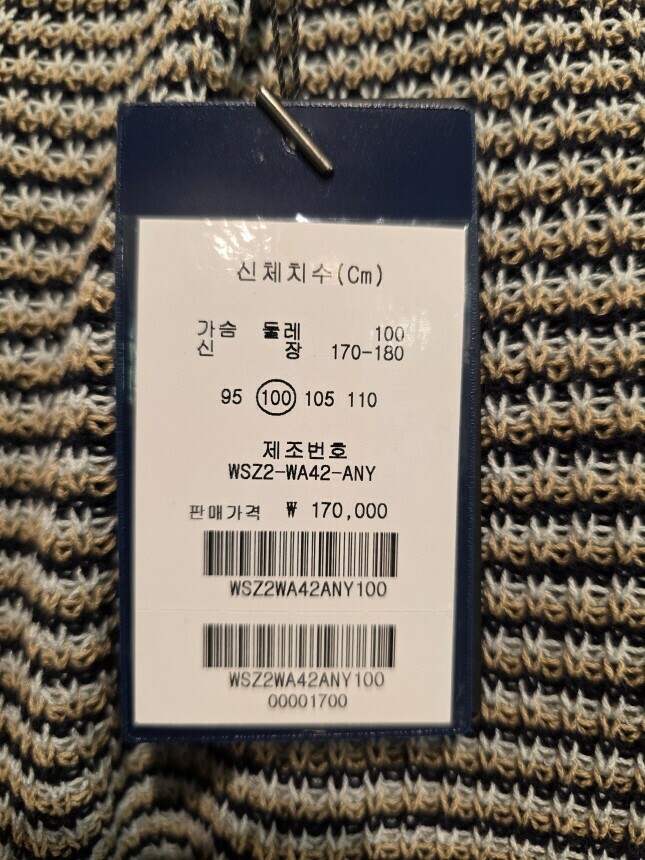 신체치수(Cm)
가슴 둘레 100
신 장 170-180
95 100 105 110
제조번호
WSZ2-WA42-ANY
판매가격 ₩ 170,000
WSZ2WA42ANY100
WSZ2WA42ANY100
00001700